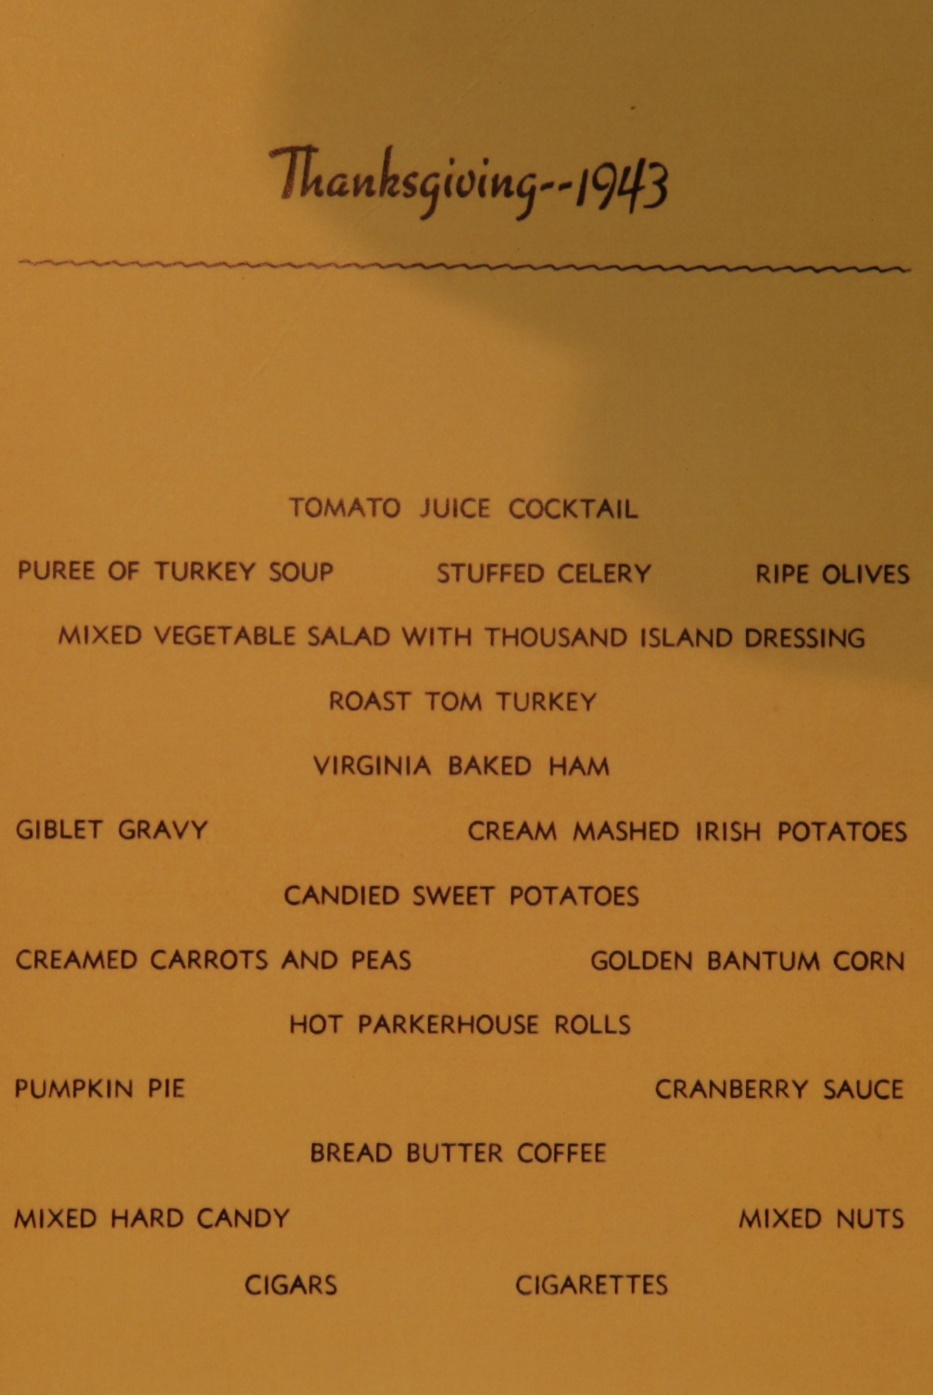 Thanksgiving--1943
TOMATO JUICE COCKTAIL
PUREE OF TURKEY SOUP STUFFED CELERY RIPE OLIVES
MIXED VEGETABLE SALAD WITH THOUSAND ISLAND DRESSING
ROAST TOM TURKEY
VIRGINIA BAKED HAM
GIBLET GRAVY CREAM MASHED IRISH POTATOES
CANDIED SWEET POTATOES
CREAMED CARROTS AND PEAS GOLDEN BANTUM CORN
HOT PARKERHOUSE ROLLS
PUMPKIN PIE CRANBERRY SAUCE
BREAD BUTTER COFFEE
MIXED HARD CANDY MIXED NUTS
CIGARS CIGARETTES